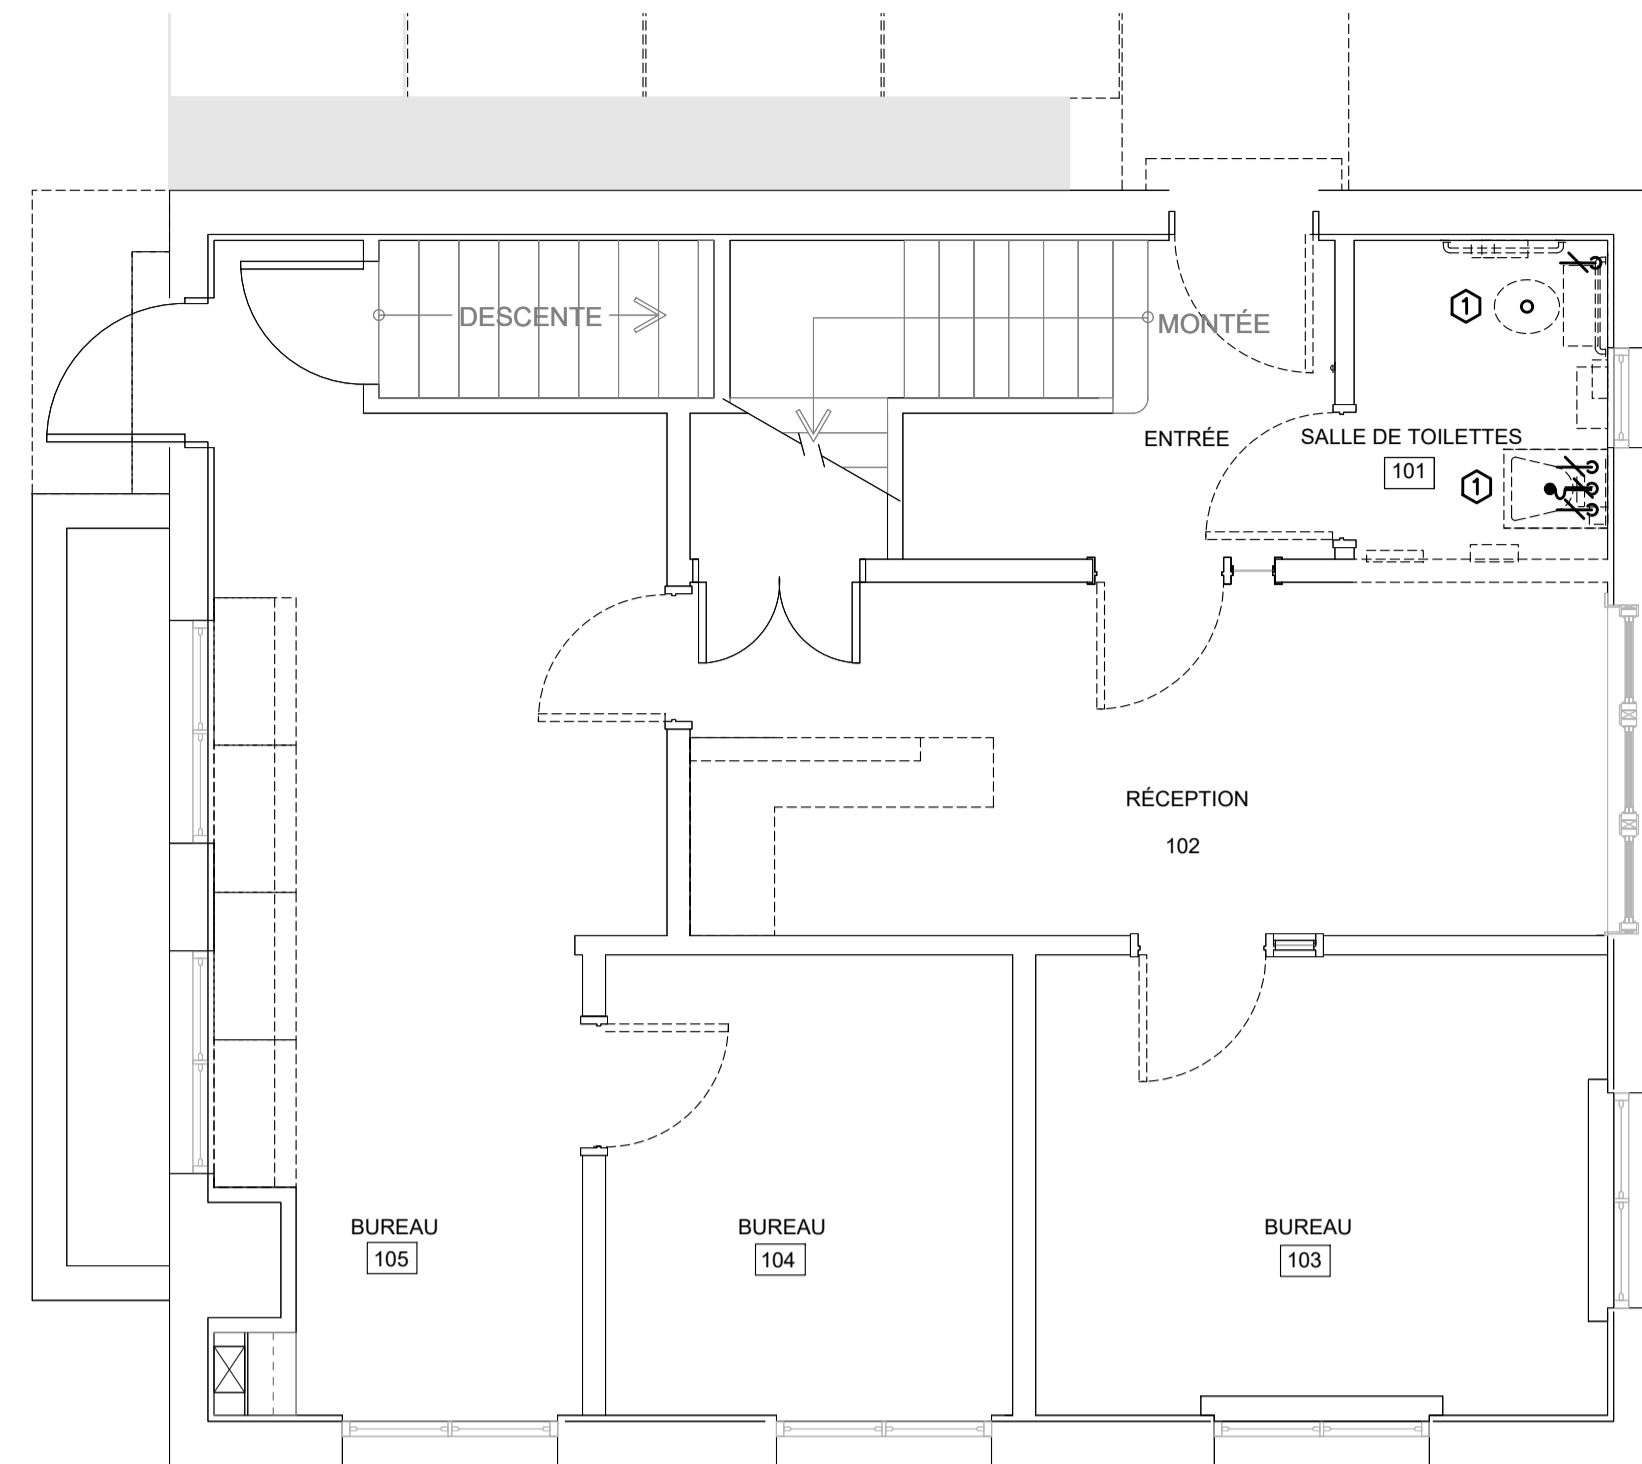 DESCENTE
MONTÉE
1
ENTRÉE
SALLE DE TOILETTES
101
1
RÉCEPTION
102
BUREAU
105
BUREAU
104
BUREAU
103